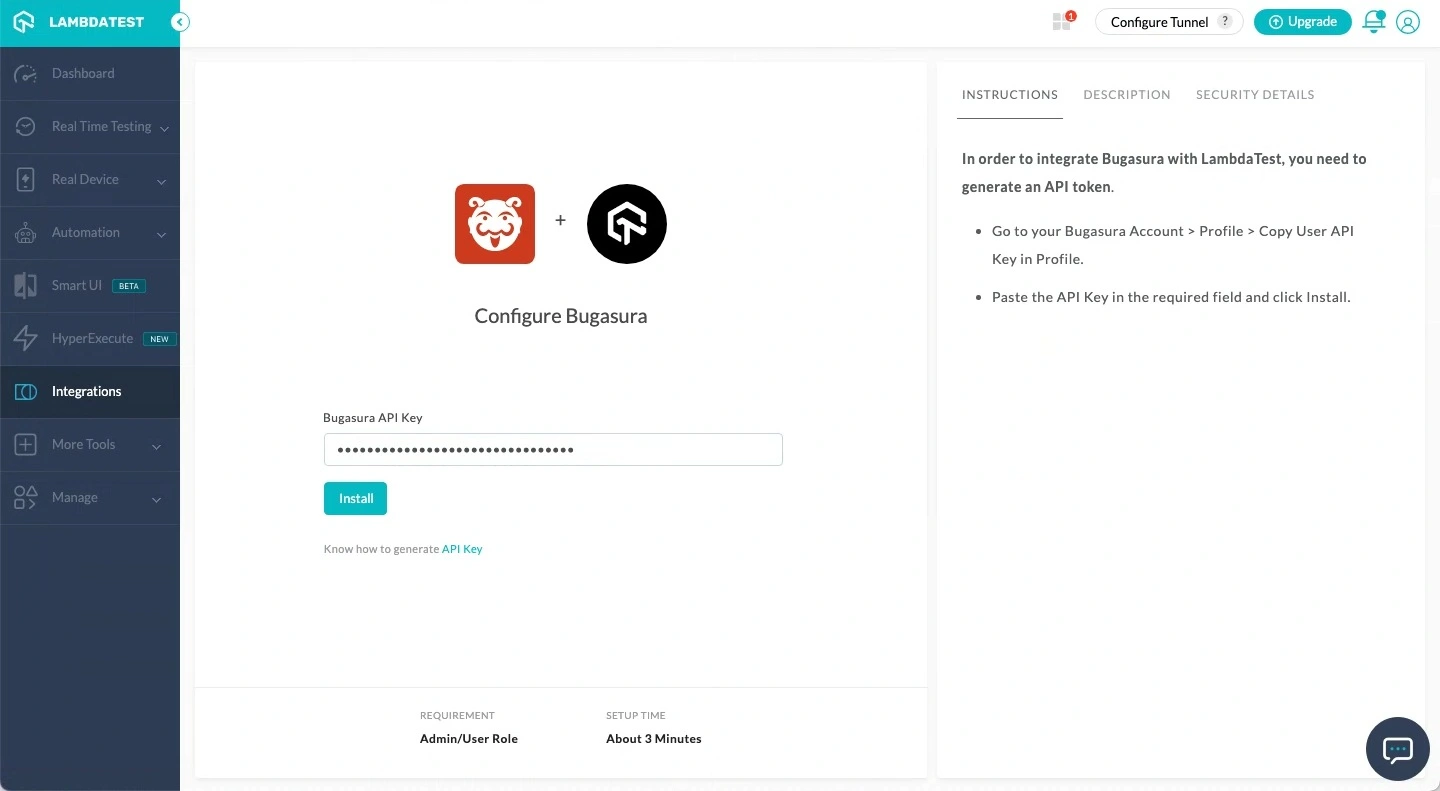 LAMBDATEST
1
Configure Tunnel ?
Upgrade
Dashboard
Real Time Testing
Real Device
Automation
Smart UI BETA
HyperExecute NEW
Integrations
More Tools
Manage
+
Configure Bugasura
Bugasura API Key
••••••••••••••••••••••••••••••••
Install
Know how to generate API Key
REQUIREMENT
Admin/User Role
SETUP TIME
About 3 Minutes
INSTRUCTIONS DESCRIPTION SECURITY DETAILS
In order to integrate Bugasura with LambdaTest, you need to
generate an API token.
• Go to your Bugasura Account > Profile > Copy User API
Key in Profile.
• Paste the API Key in the required field and click Install.